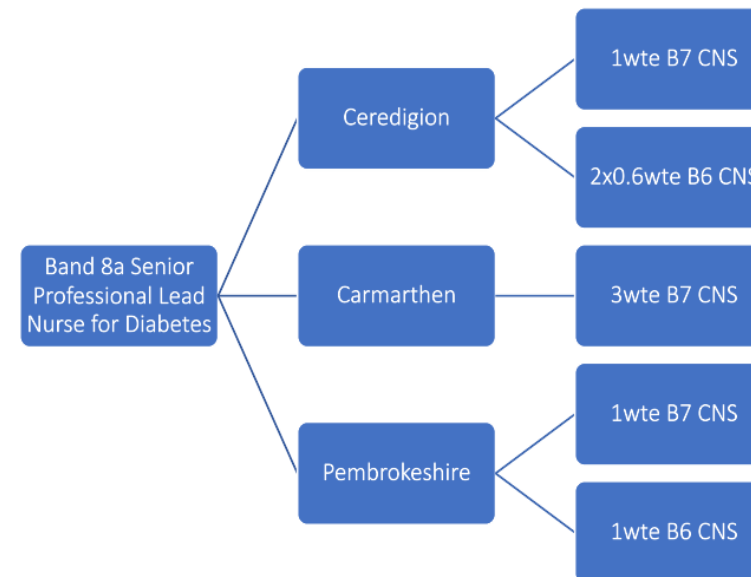 Band 8a Senior
Professional Lead
Nurse for Diabetes
Ceredigion
1wte B7 CNS
2x0.6wte B6 CNS
Carmarthen
3wte B7 CNS
Pembrokeshire
1wte B7 CNS
1wte B6 CNS